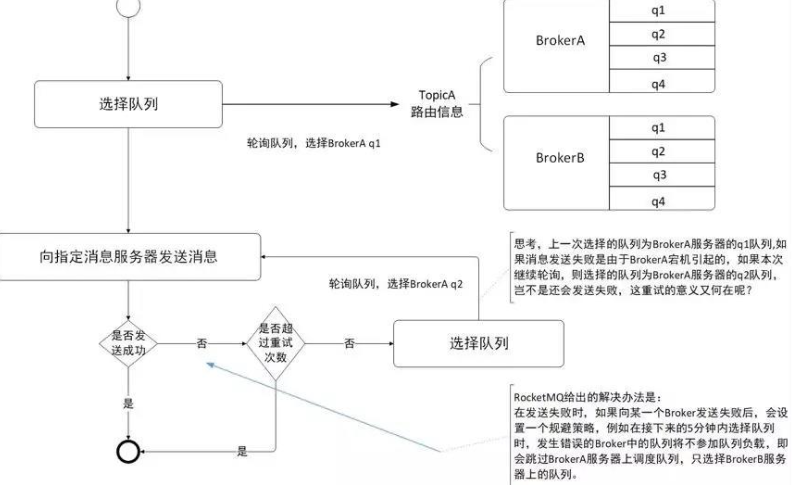 q1
BrokerA
q2
q3
q4
选择队列
TopicA
路由信息
轮询队列，选择BrokerA q1
q1
BrokerB
q2
q3
q4
向指定消息服务器发送消息
思考，上一次选择的队列为BrokerA服务器的q1队列,如
果消息发送失败是由于BrokerA宕机引起的，如果本次
继续轮询，则选择的队列为BrokerA服务器的q2队列，
岂不是还会发送失败，这重试的意义又何在呢？
轮询队列，选择BrokerA q2
是否发
送成功
否
是否超
过重试
次数
否
选择队列
是
是
RocketMQ给出的解决办法是：
在发送失败时，如果向某一个Broker发送失败后，会设
置一个规避策略，例如在接下来的5分钟内选择队列
时，发生错误的Broker中的队列将不参加队列负载，即
会跳过BrokerA服务器上调度队列，只选择BrokerB服务
器上的队列。